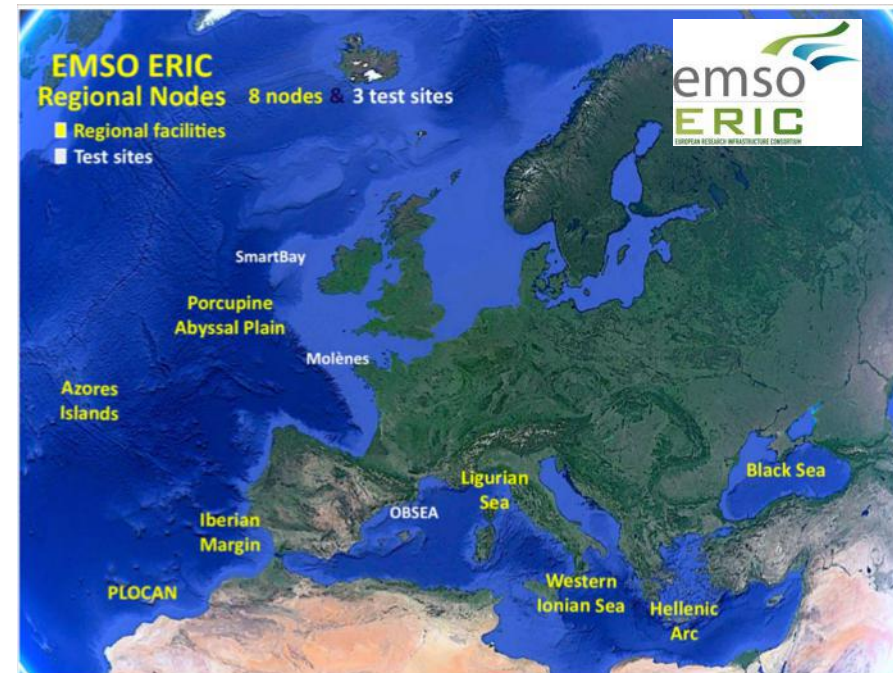 EMSO ERIC
Regional Nodes 8 nodes & 3 test sites
Regional facilities
Test sites
emso
ERIC
EUROPEAN RESEARCH INFRASTRUCTURE CONSORTIUM
SmartBay
Porcupine
Abyssal Plain
Molènes
Azores
Islands
Ligurian
Sea
Black Sea
OBSEA
Iberian
Margin
PLOCAN
Western
Ionian Sea
Hellenic
Arc